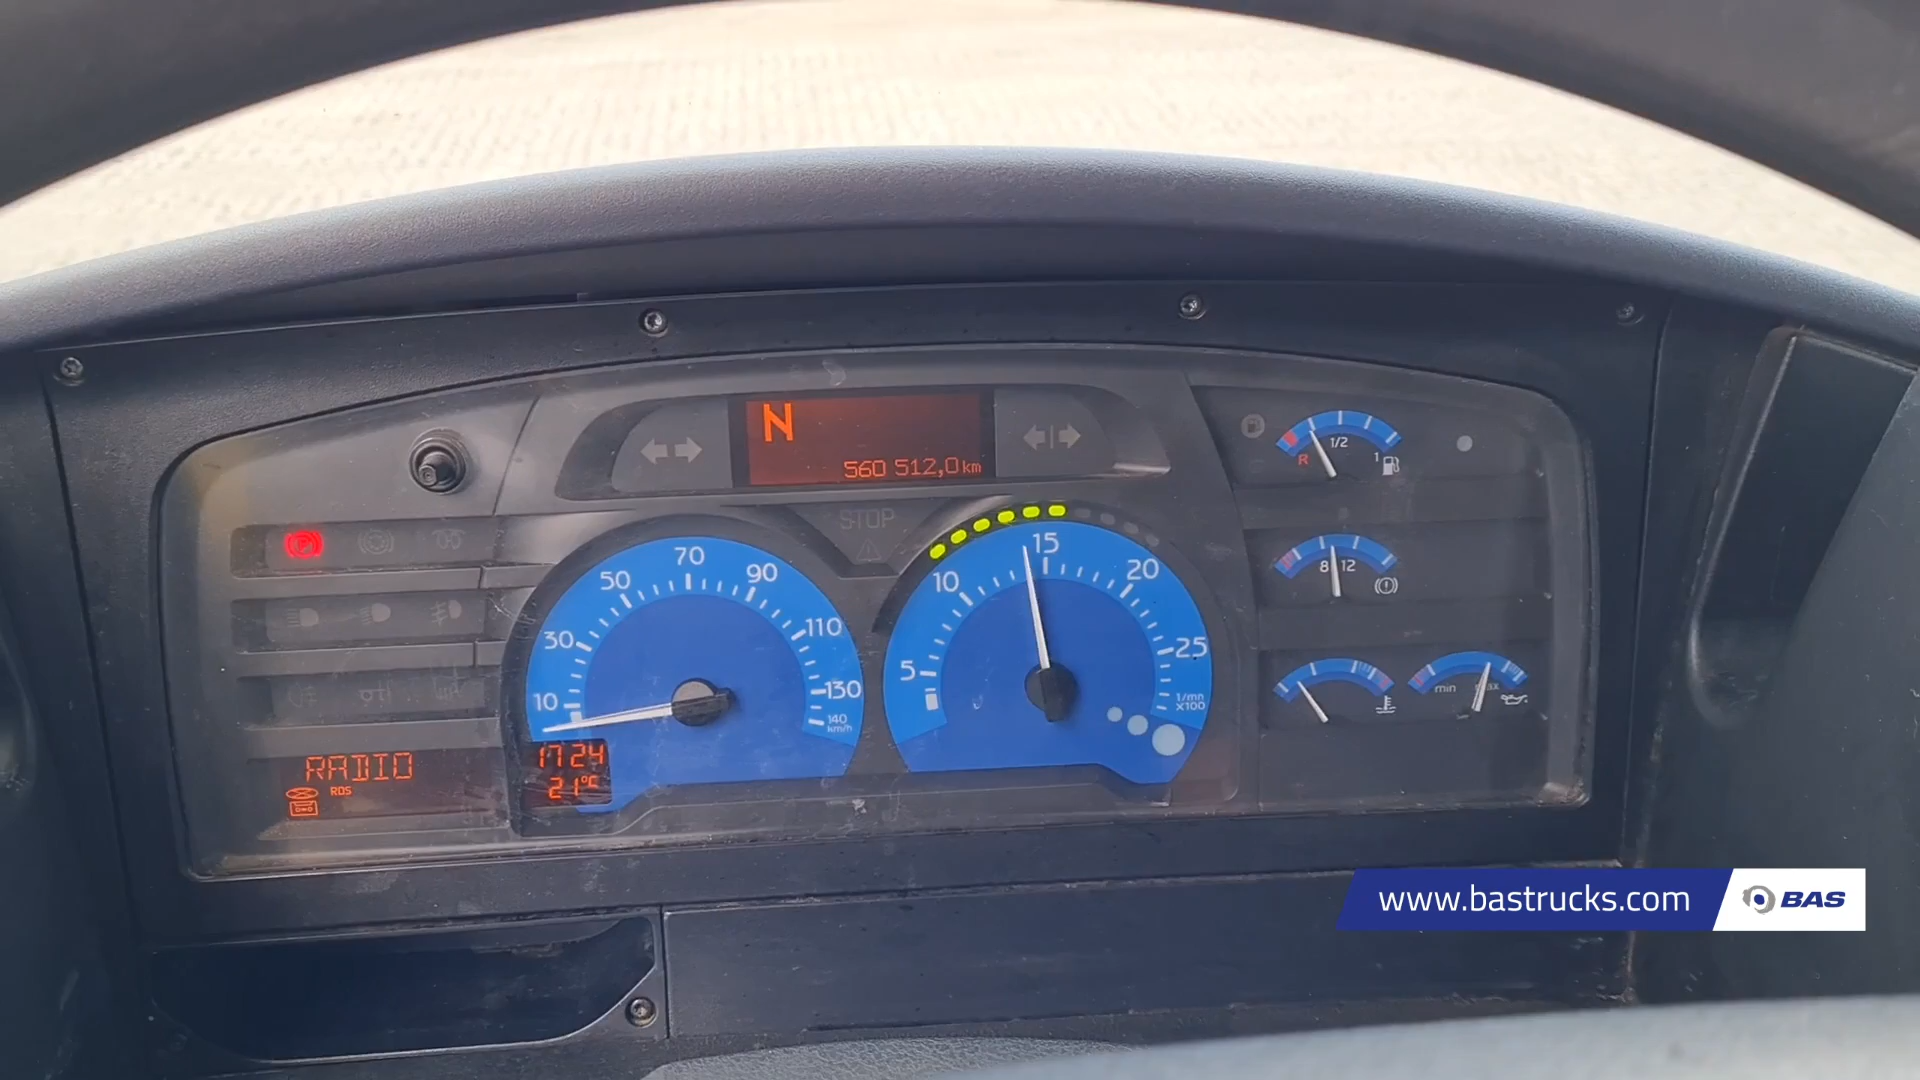 N
560 512,0 km
STOP
R 1/2 1
8 12
min max
10 30 50 70 90 110 130 140
km/h
5 10 15 20 25
1/mn
x100
RADIO
RDS
17 24
21°C
www.bastrucks.com
BAS